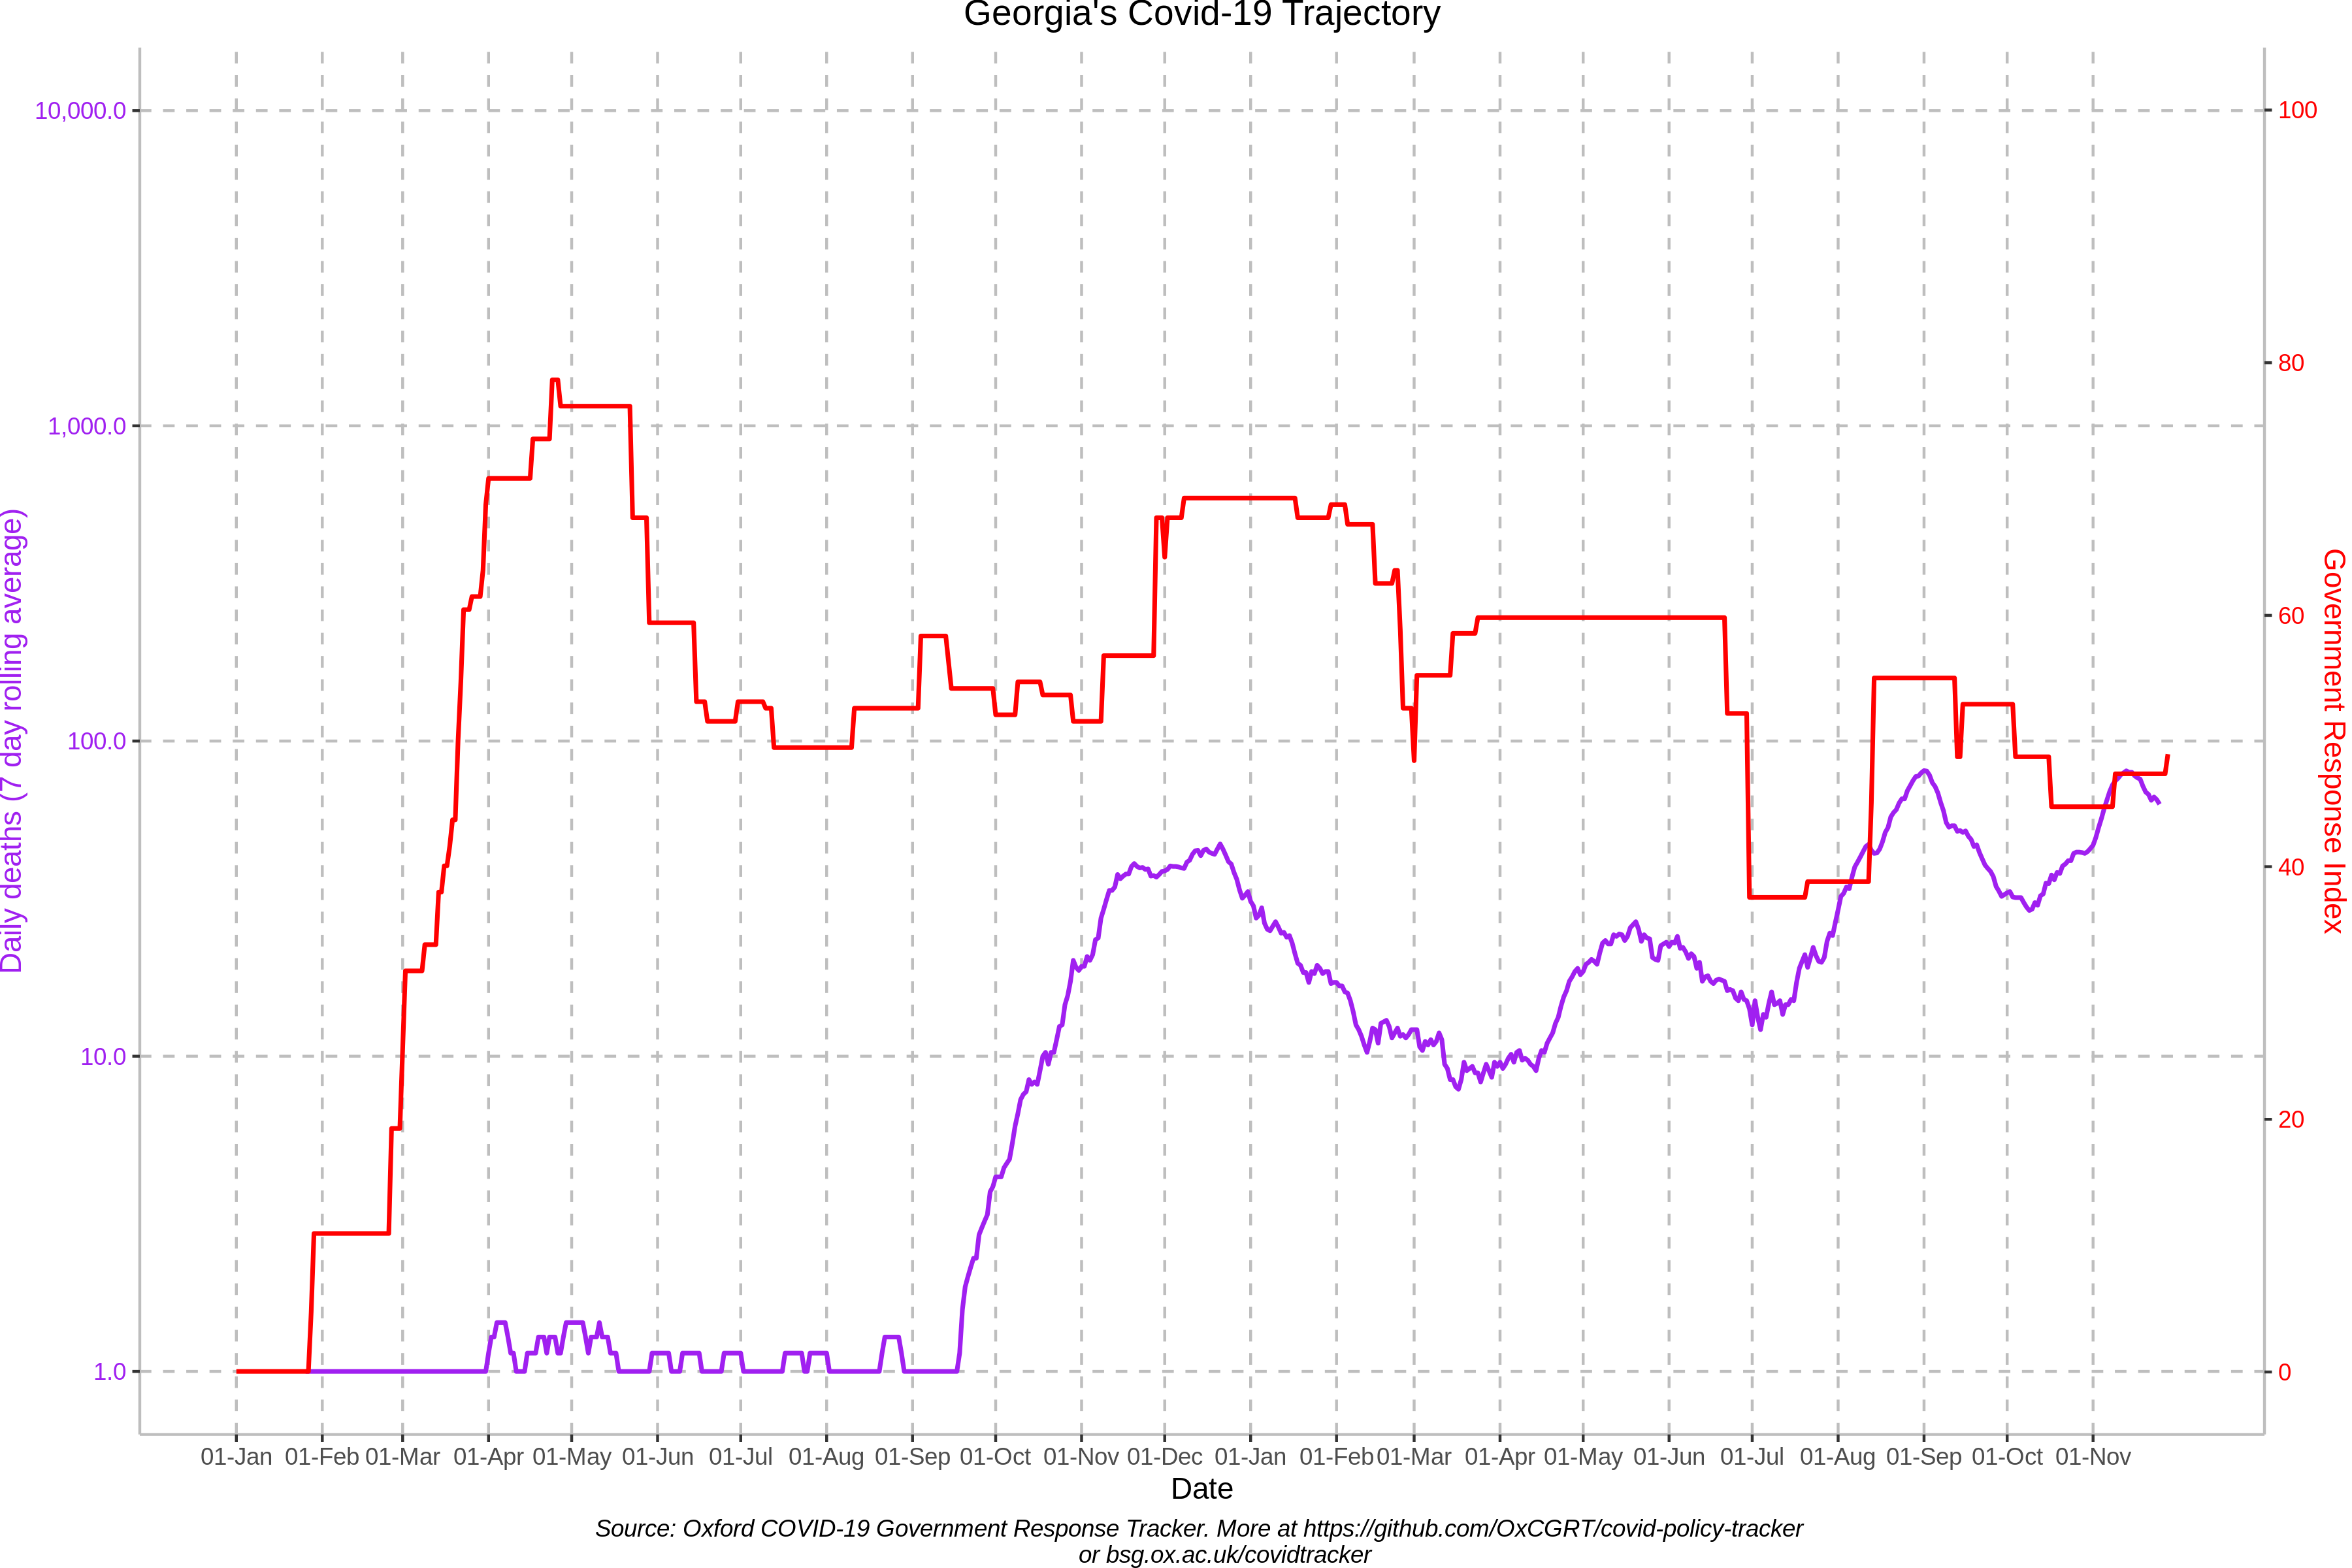 Georgia's Covid-19 Trajectory
10,000.0
1,000.0
100.0
10.0
1.0
Daily deaths (7 day rolling average)
100
80
60
40
20
0
Government Response Index
01-Jan 01-Feb 01-Mar 01-Apr 01-May 01-Jun 01-Jul 01-Aug 01-Sep 01-Oct 01-Nov 01-Dec 01-Jan 01-Feb 01-Mar 01-Apr 01-May 01-Jun 01-Jul 01-Aug 01-Sep 01-Oct 01-Nov
Date
Source: Oxford COVID-19 Government Response Tracker. More at https://github.com/OxCGRT/covid-policy-tracker
or bsg.ox.ac.uk/covidtracker